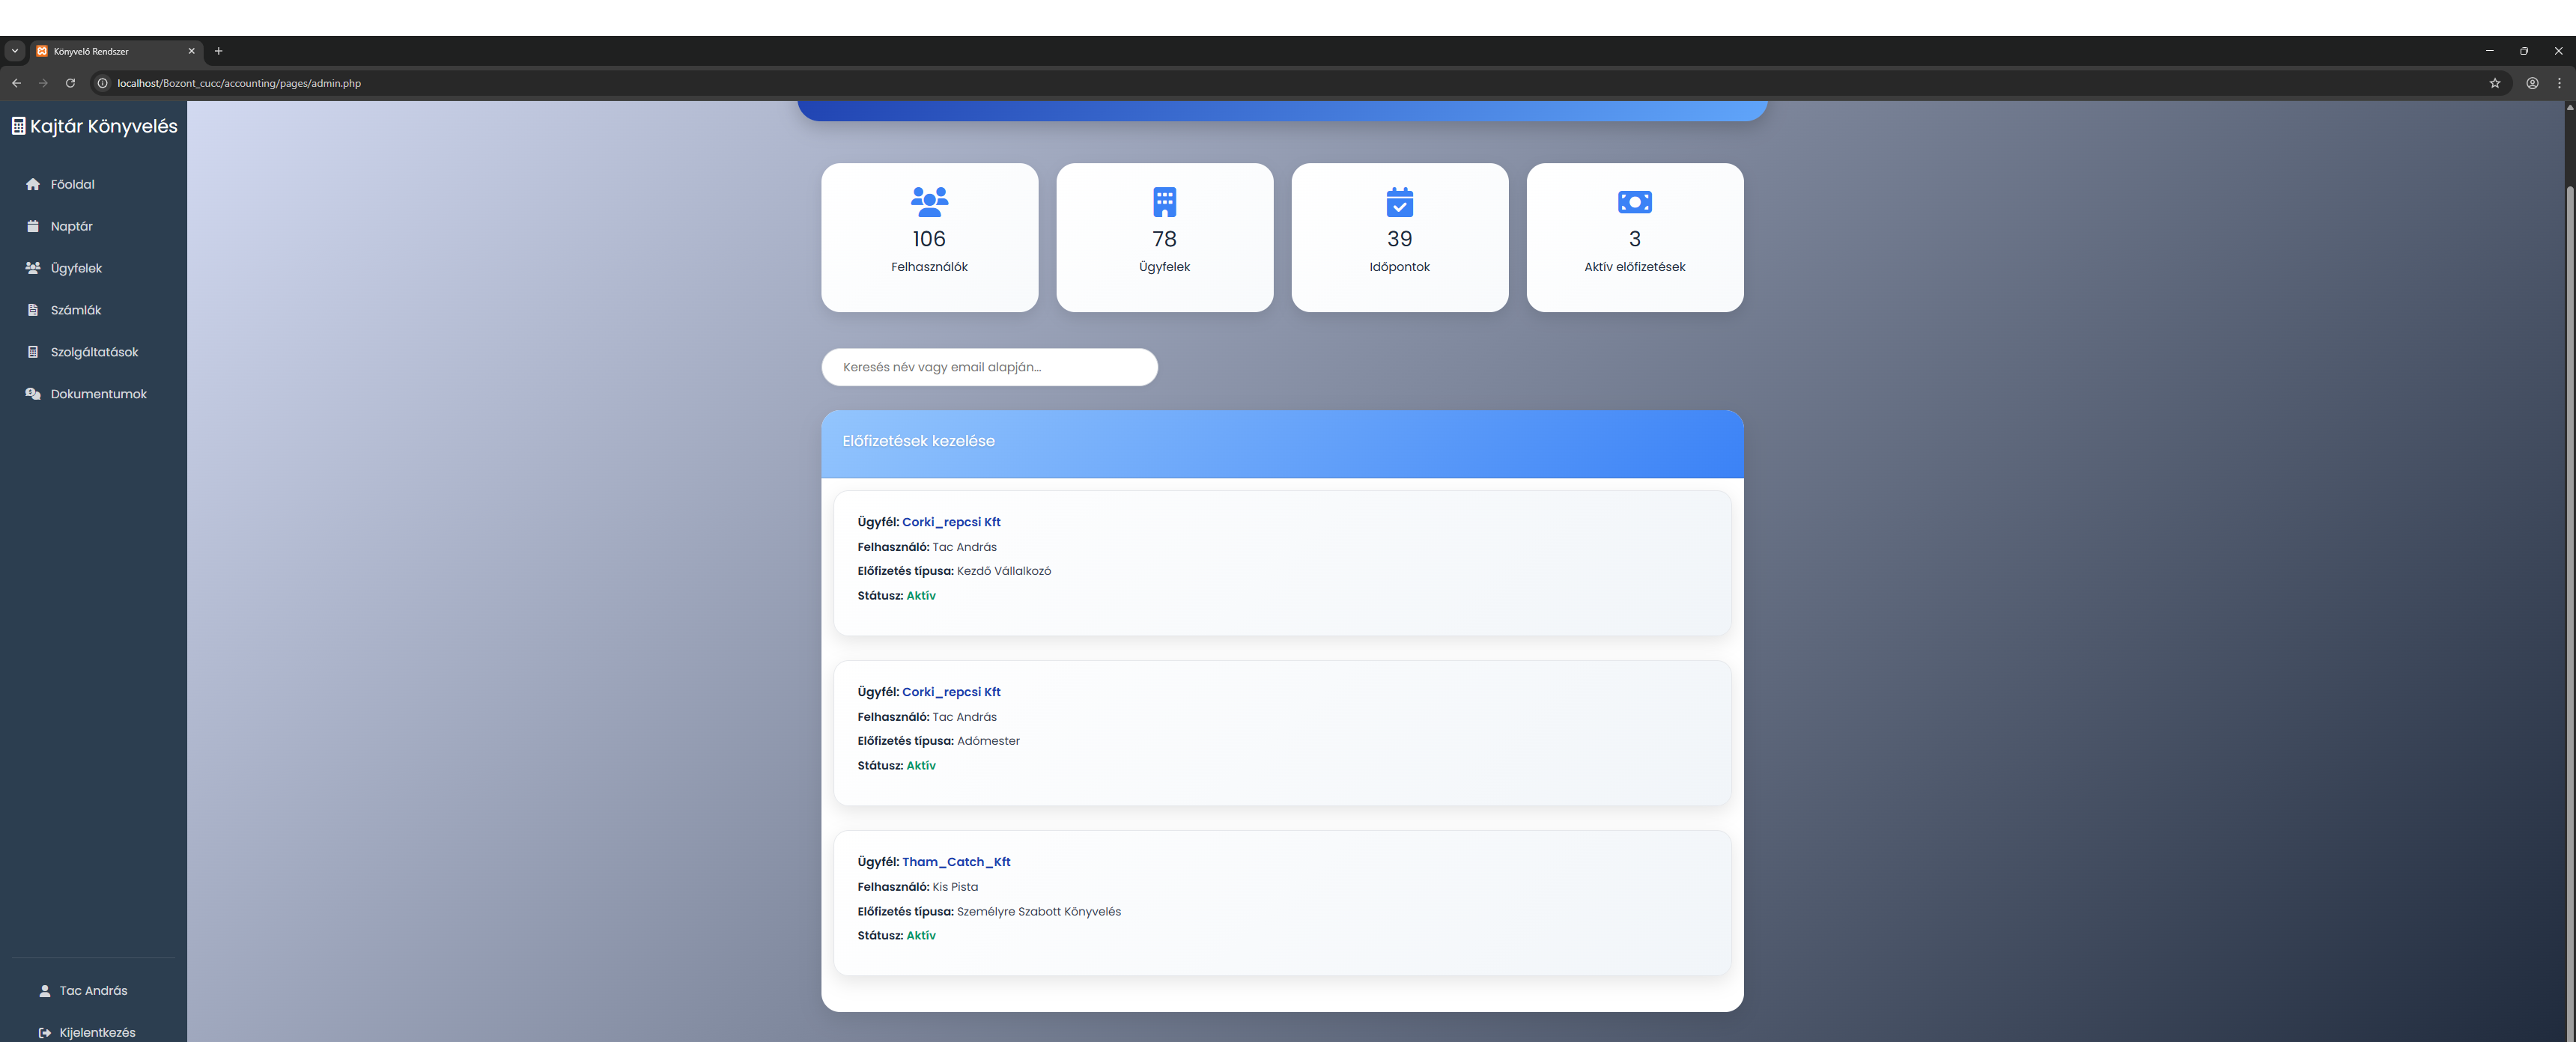 Könyvelő Rendszer
localhost/Bozont_cucc/accounting/pages/admin.php
Kajtár Könyvelés
Főoldal
Naptár
Ügyfelek
Számlák
Szolgáltatások
Dokumentumok
Tac András
Kijelentkezés
106
Felhasználók
78
Ügyfelek
39
Időpontok
3
Aktív előfizetések
Keresés név vagy email alapján...
Előfizetések kezelése
Ügyfél: Corki_repcsi Kft
Felhasználó: Tac András
Előfizetés típusa: Kezdő Vállalkozó
Státusz: Aktív
Ügyfél: Corki_repcsi Kft
Felhasználó: Tac András
Előfizetés típusa: Adómester
Státusz: Aktív
Ügyfél: Tham_Catch_Kft
Felhasználó: Kis Pista
Előfizetés típusa: Személyre Szabott Könyvelés
Státusz: Aktív